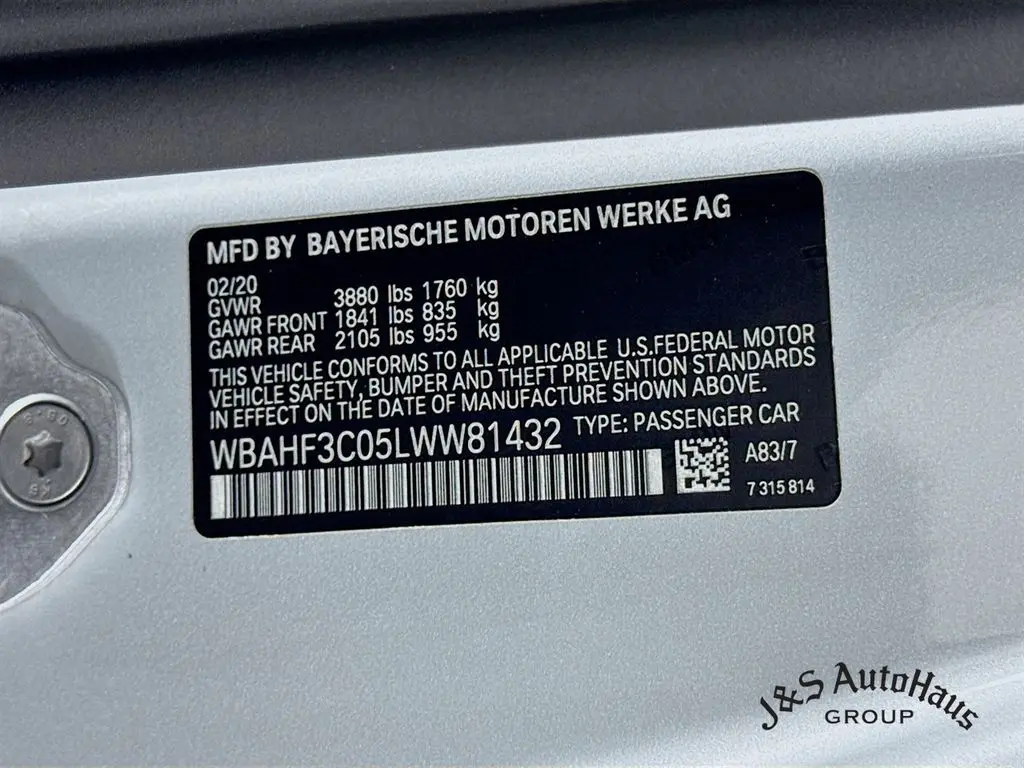 MFD BY BAYERISCHE MOTOREN WERKE AG
02/20
GVWR 3880 lbs 1760 kg
GAWR FRONT 1841 lbs 835 kg
GAWR REAR 2105 lbs 955 kg
THIS VEHICLE CONFORMS TO ALL APPLICABLE U.S.FEDERAL MOTOR
VEHICLE SAFETY, BUMPER AND THEFT PREVENTION STANDARDS
IN EFFECT ON THE DATE OF MANUFACTURE SHOWN ABOVE.
WBAHF3C05LWW81432 TYPE: PASSENGER CAR
A83/7
7 315 814
J&S AutoHaus
GROUP